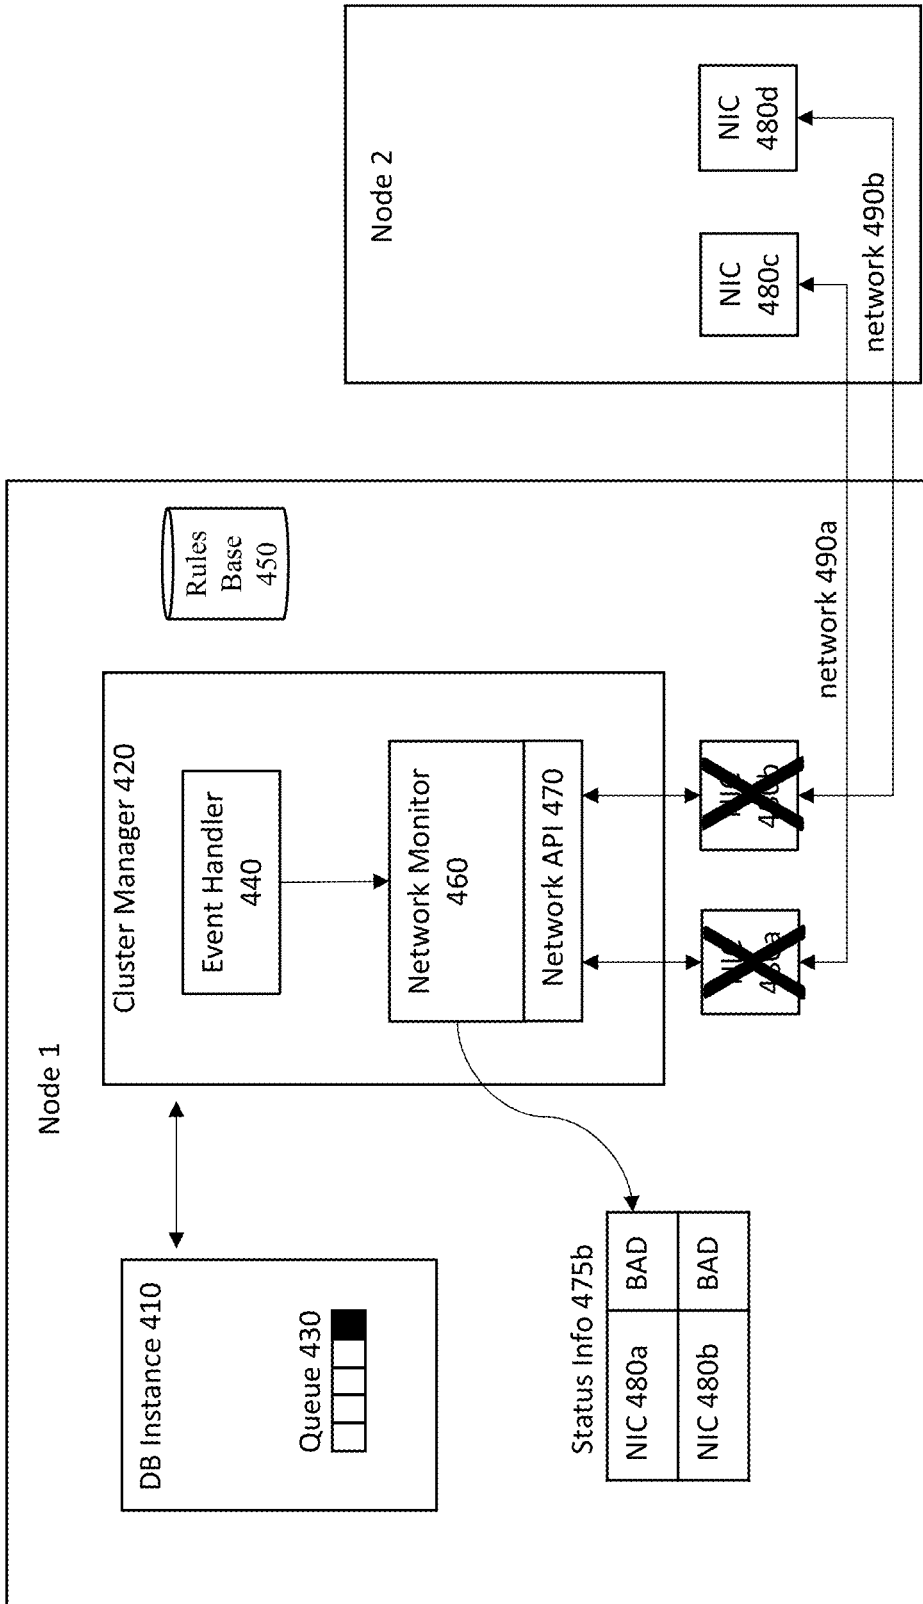 Node 1
DB Instance 410
Queue 430
Cluster Manager 420
Event Handler
440
Rules
Base
450
Network Monitor
460
Network API 470
Status Info 475b
NIC 480a
BAD
NIC 480b
BAD
network 490a
network 490b
Node 2
NIC
480c
NIC
480d